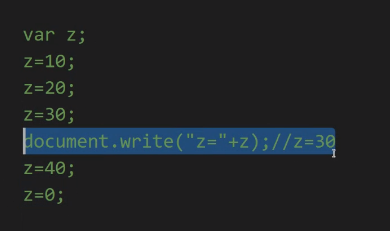 var z;
z=10;
z=20;
z=30;
document.write("z="+z);//z=30
z=40;
z=0;